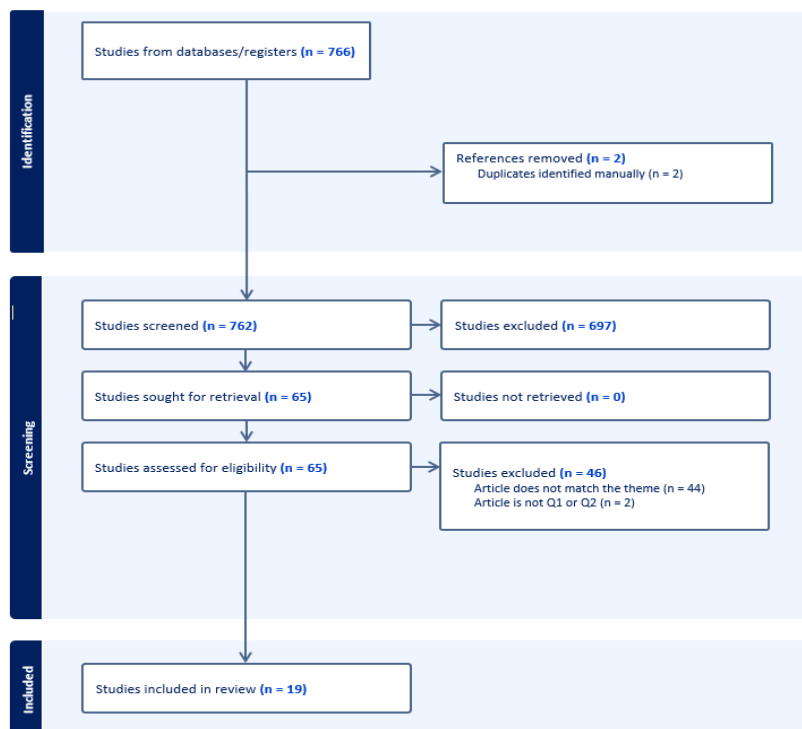 Identification
Studies from databases/registers (n = 766)
References removed (n = 2)
Duplicates identified manually (n = 2)
Screening
Studies screened (n = 762)
Studies excluded (n = 697)
Studies sought for retrieval (n = 65)
Studies not retrieved (n = 0)
Studies assessed for eligibility (n = 65)
Studies excluded (n = 46)
Article does not match the theme (n = 44)
Article is not Q1 or Q2 (n = 2)
Included
Studies included in review (n = 19)